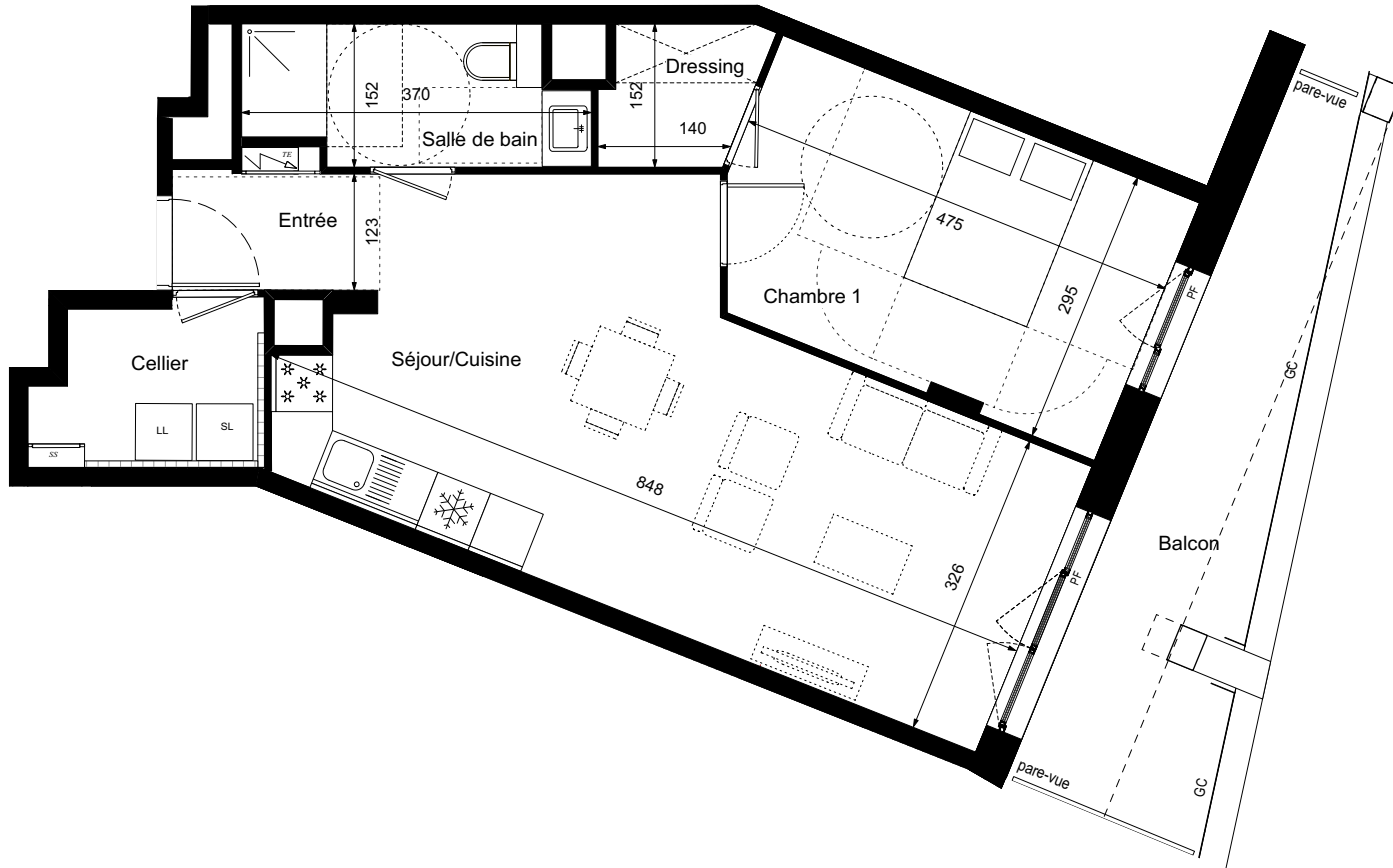 Dressing
pare-vue
152
370
152
140
Salle de bain
TE
Entrée
123
475
295
PF
Chambre 1
Cellier
Séjour/Cuisine
GC
LL
SL
SS
848
326
PF
Balcon
pare-vue
GC